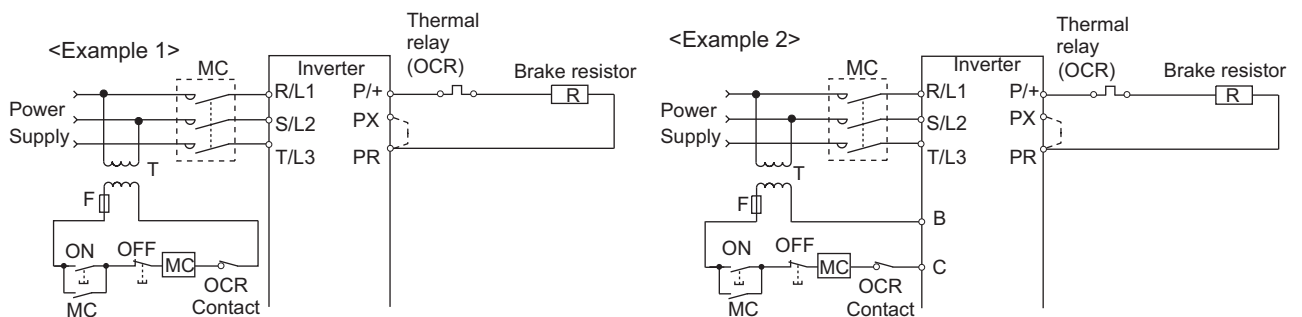 <Example 1>
Power
Supply
MC
T
F
ON
OFF
MC
MC
OCR
Contact
Inverter
R/L1
S/L2
T/L3
P/+
PX
PR
Thermal
relay
(OCR)
Brake resistor
R
<Example 2>
Power
Supply
MC
T
F
ON
OFF
MC
MC
OCR
Contact
Inverter
R/L1
S/L2
T/L3
B
C
P/+
PX
PR
Thermal
relay
(OCR)
Brake resistor
R